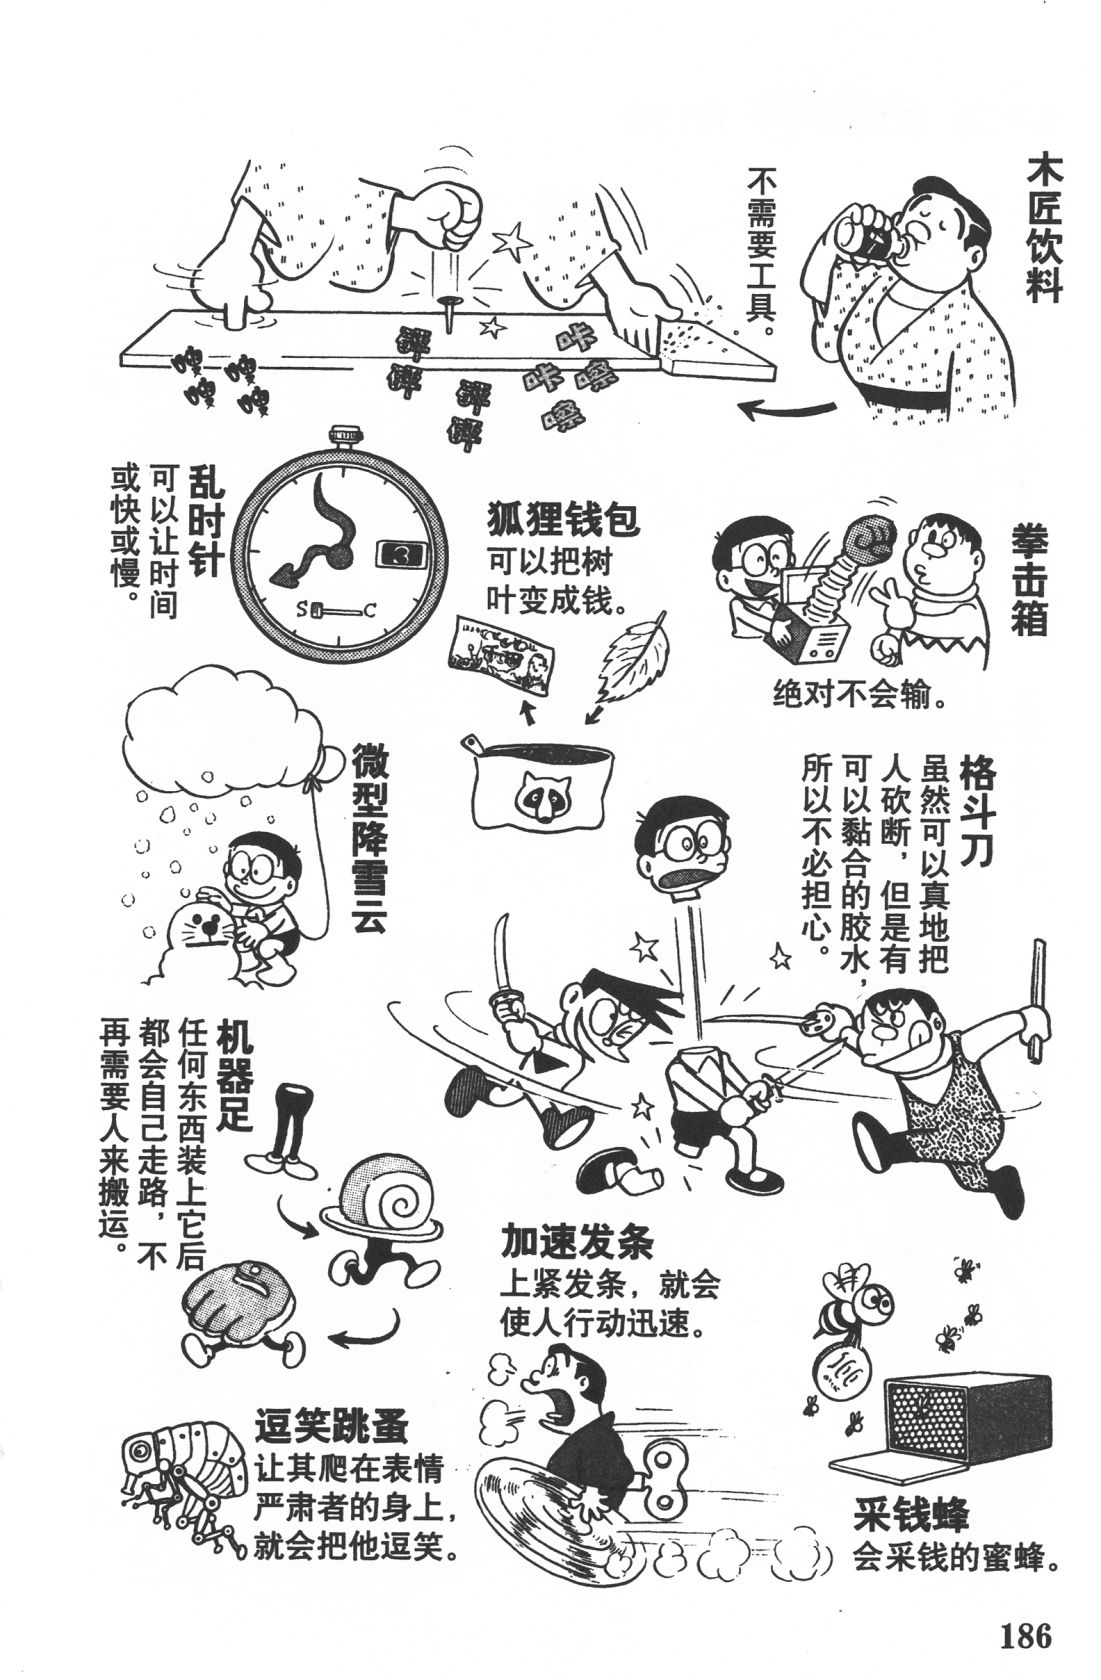 木匠饮料
不需要工具。
嗖
嗖
嗖
嗖
砰
砰
砰
砰
咔
咔
嚓
嚓
拳击箱
绝对不会输。
狐狸钱包
可以把树
叶变成钱。
乱时针
可以让时间
或快或慢。
3
S
C
格斗刀
虽然可以真地把
人砍断，但是有
可以黏合的胶水，
所以不必担心。
微型降雪云
机器足
任何东西装上它后
都会自己走路，不
再需要人来搬运。
加速发条
上紧发条，就会
使人行动迅速。
100
采钱蜂
会采钱的蜜蜂。
逗笑跳蚤
让其爬在表情
严肃者的身上，
就会把他逗笑。
186